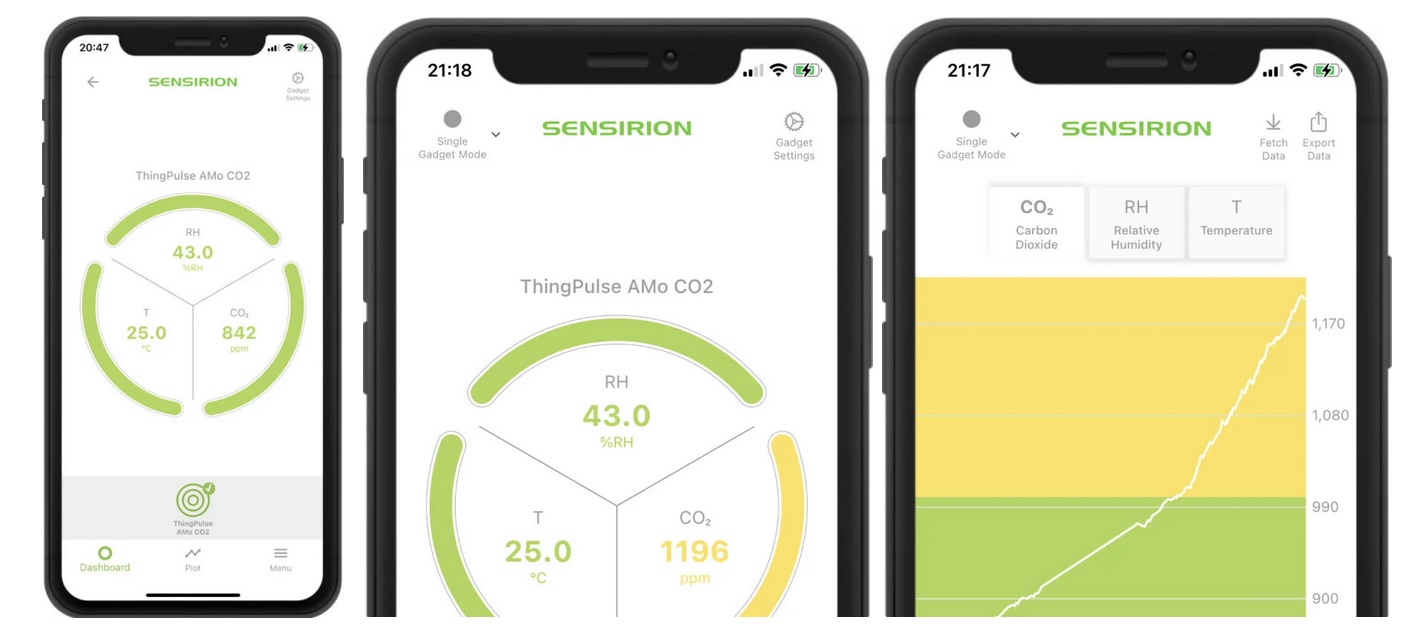 20:47
SENSIRION
Gadget
Settings
ThingPulse AMo CO2
RH
43.0
%RH
T
25.0
°C
CO₂
842
ppm
ThingPulse
AMo CO2
Dashboard
Plot
Menu
21:18
Single
Gadget Mode
SENSIRION
Gadget
Settings
ThingPulse AMo CO2
RH
43.0
%RH
T
25.0
°C
CO₂
1196
ppm
21:17
Single
Gadget Mode
SENSIRION
Fetch
Data
Export
Data
CO₂
Carbon
Dioxide
RH
Relative
Humidity
T
Temperature
1,170
1,080
990
900